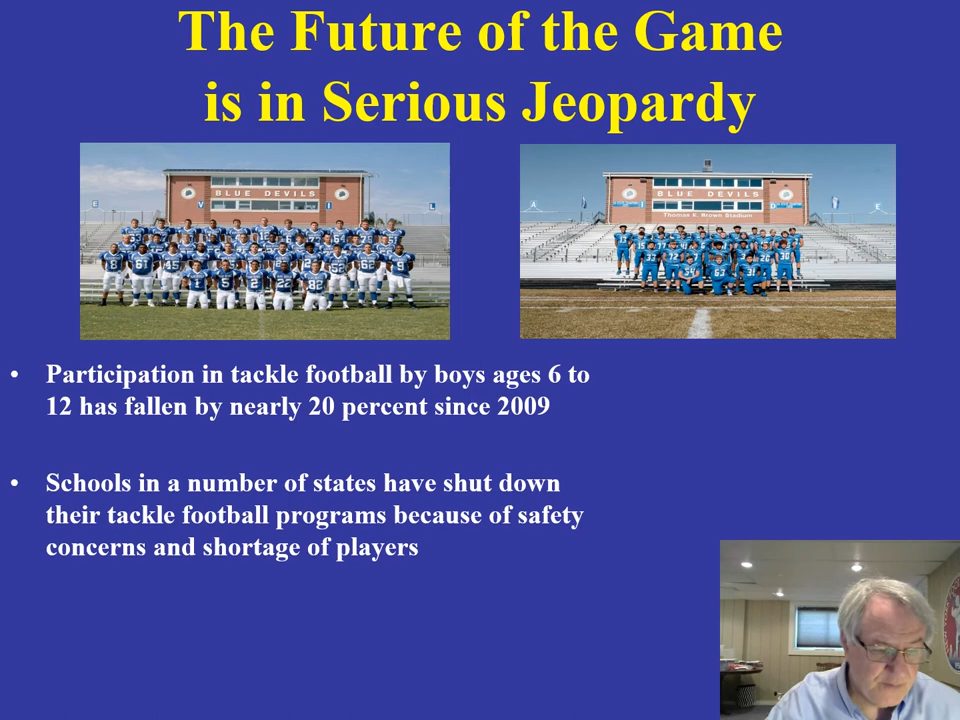 The Future of the Game
is in Serious Jeopardy
BLUE DEVILS
E V I L
BLUE DEVILS
Thomas E. Brown Stadium
A I D E
• Participation in tackle football by boys ages 6 to
12 has fallen by nearly 20 percent since 2009
• Schools in a number of states have shut down
their tackle football programs because of safety
concerns and shortage of players